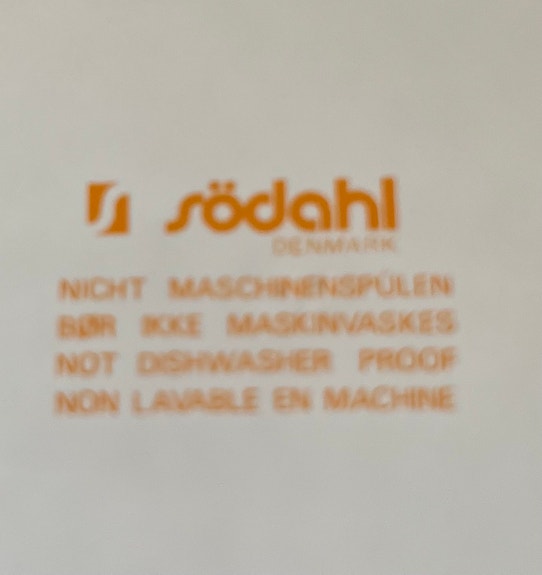 södahl
DENMARK
NICHT MASCHINENSPÜLEN
BØR IKKE MASKINVASKES
NOT DISHWASHER PROOF
NON LAVABLE EN MACHINE